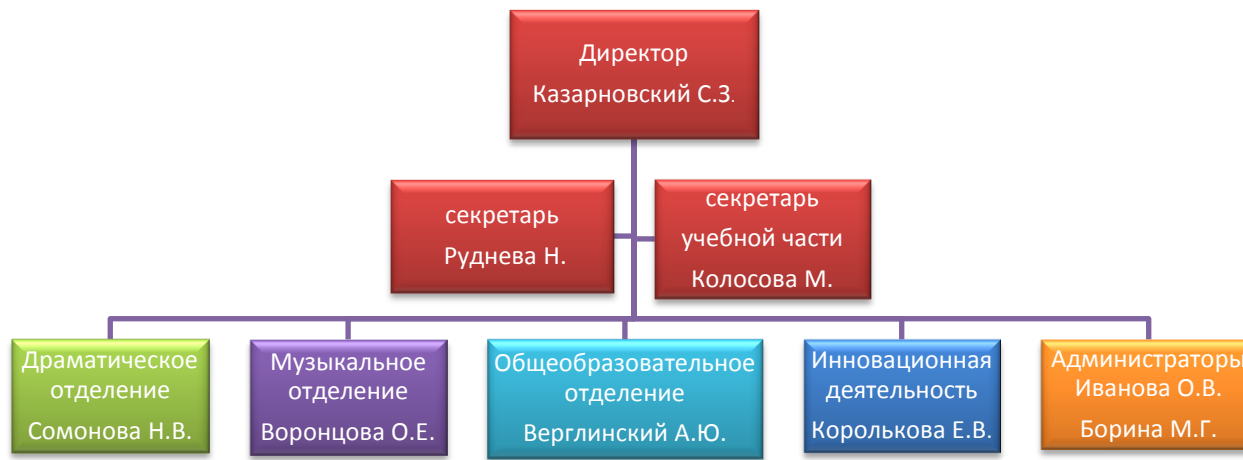 Директор
Казарновский С.З.
секретарь
Руднева Н.
секретарь
учебной части
Колосова М.
Драматическое
отделение
Сомонова Н.В.
Музыкальное
отделение
Воронцова О.Е.
Общеобразовательное
отделение
Верглинский А.Ю.
Инновационная
деятельность
Королькова Е.В.
Администраторы
Иванова О.В.
Борина М.Г.